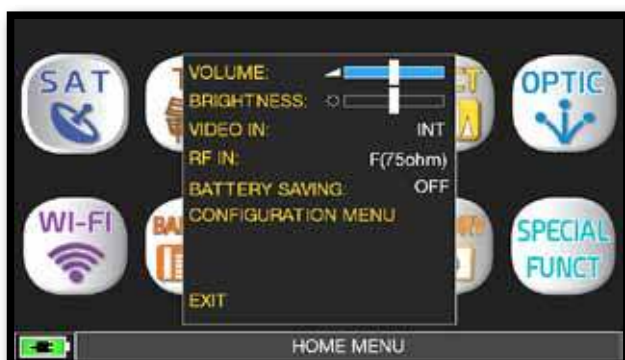 SAT
OPTIC
VOLUME:
BRIGHTNESS:
VIDEO IN: INT
RF IN: F(75ohm)
BATTERY SAVING: OFF
CONFIGURATION MENU
EXIT
WI-FI
SPECIAL
FUNCT
HOME MENU